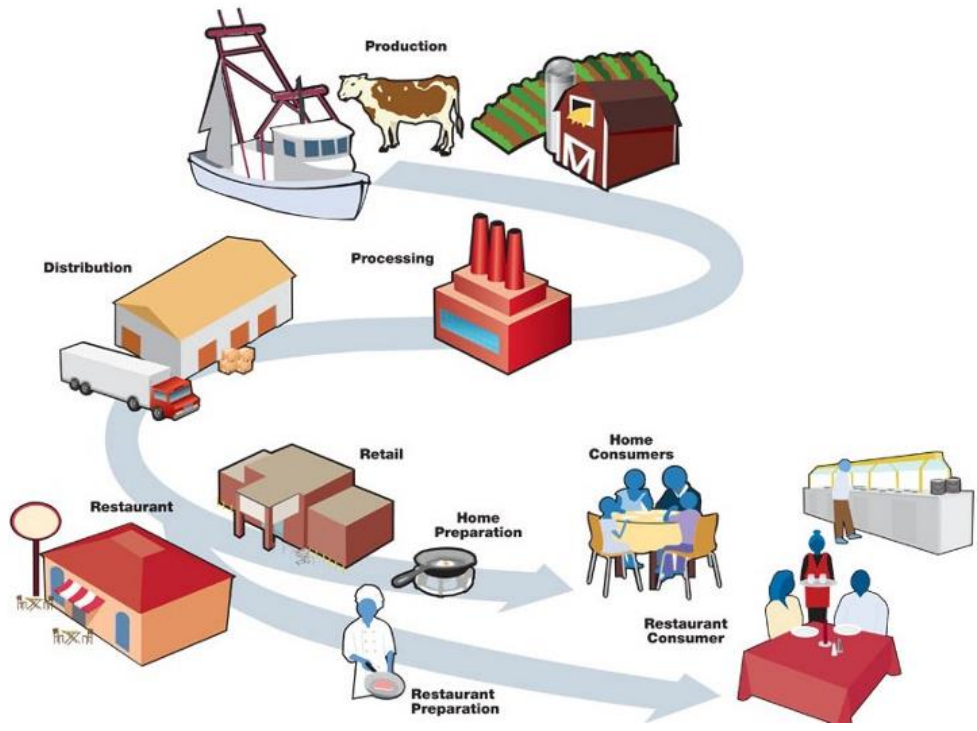 Production
Processing
Distribution
Retail
Restaurant
Home
Preparation
Home
Consumers
Restaurant
Preparation
Restaurant
Consumer